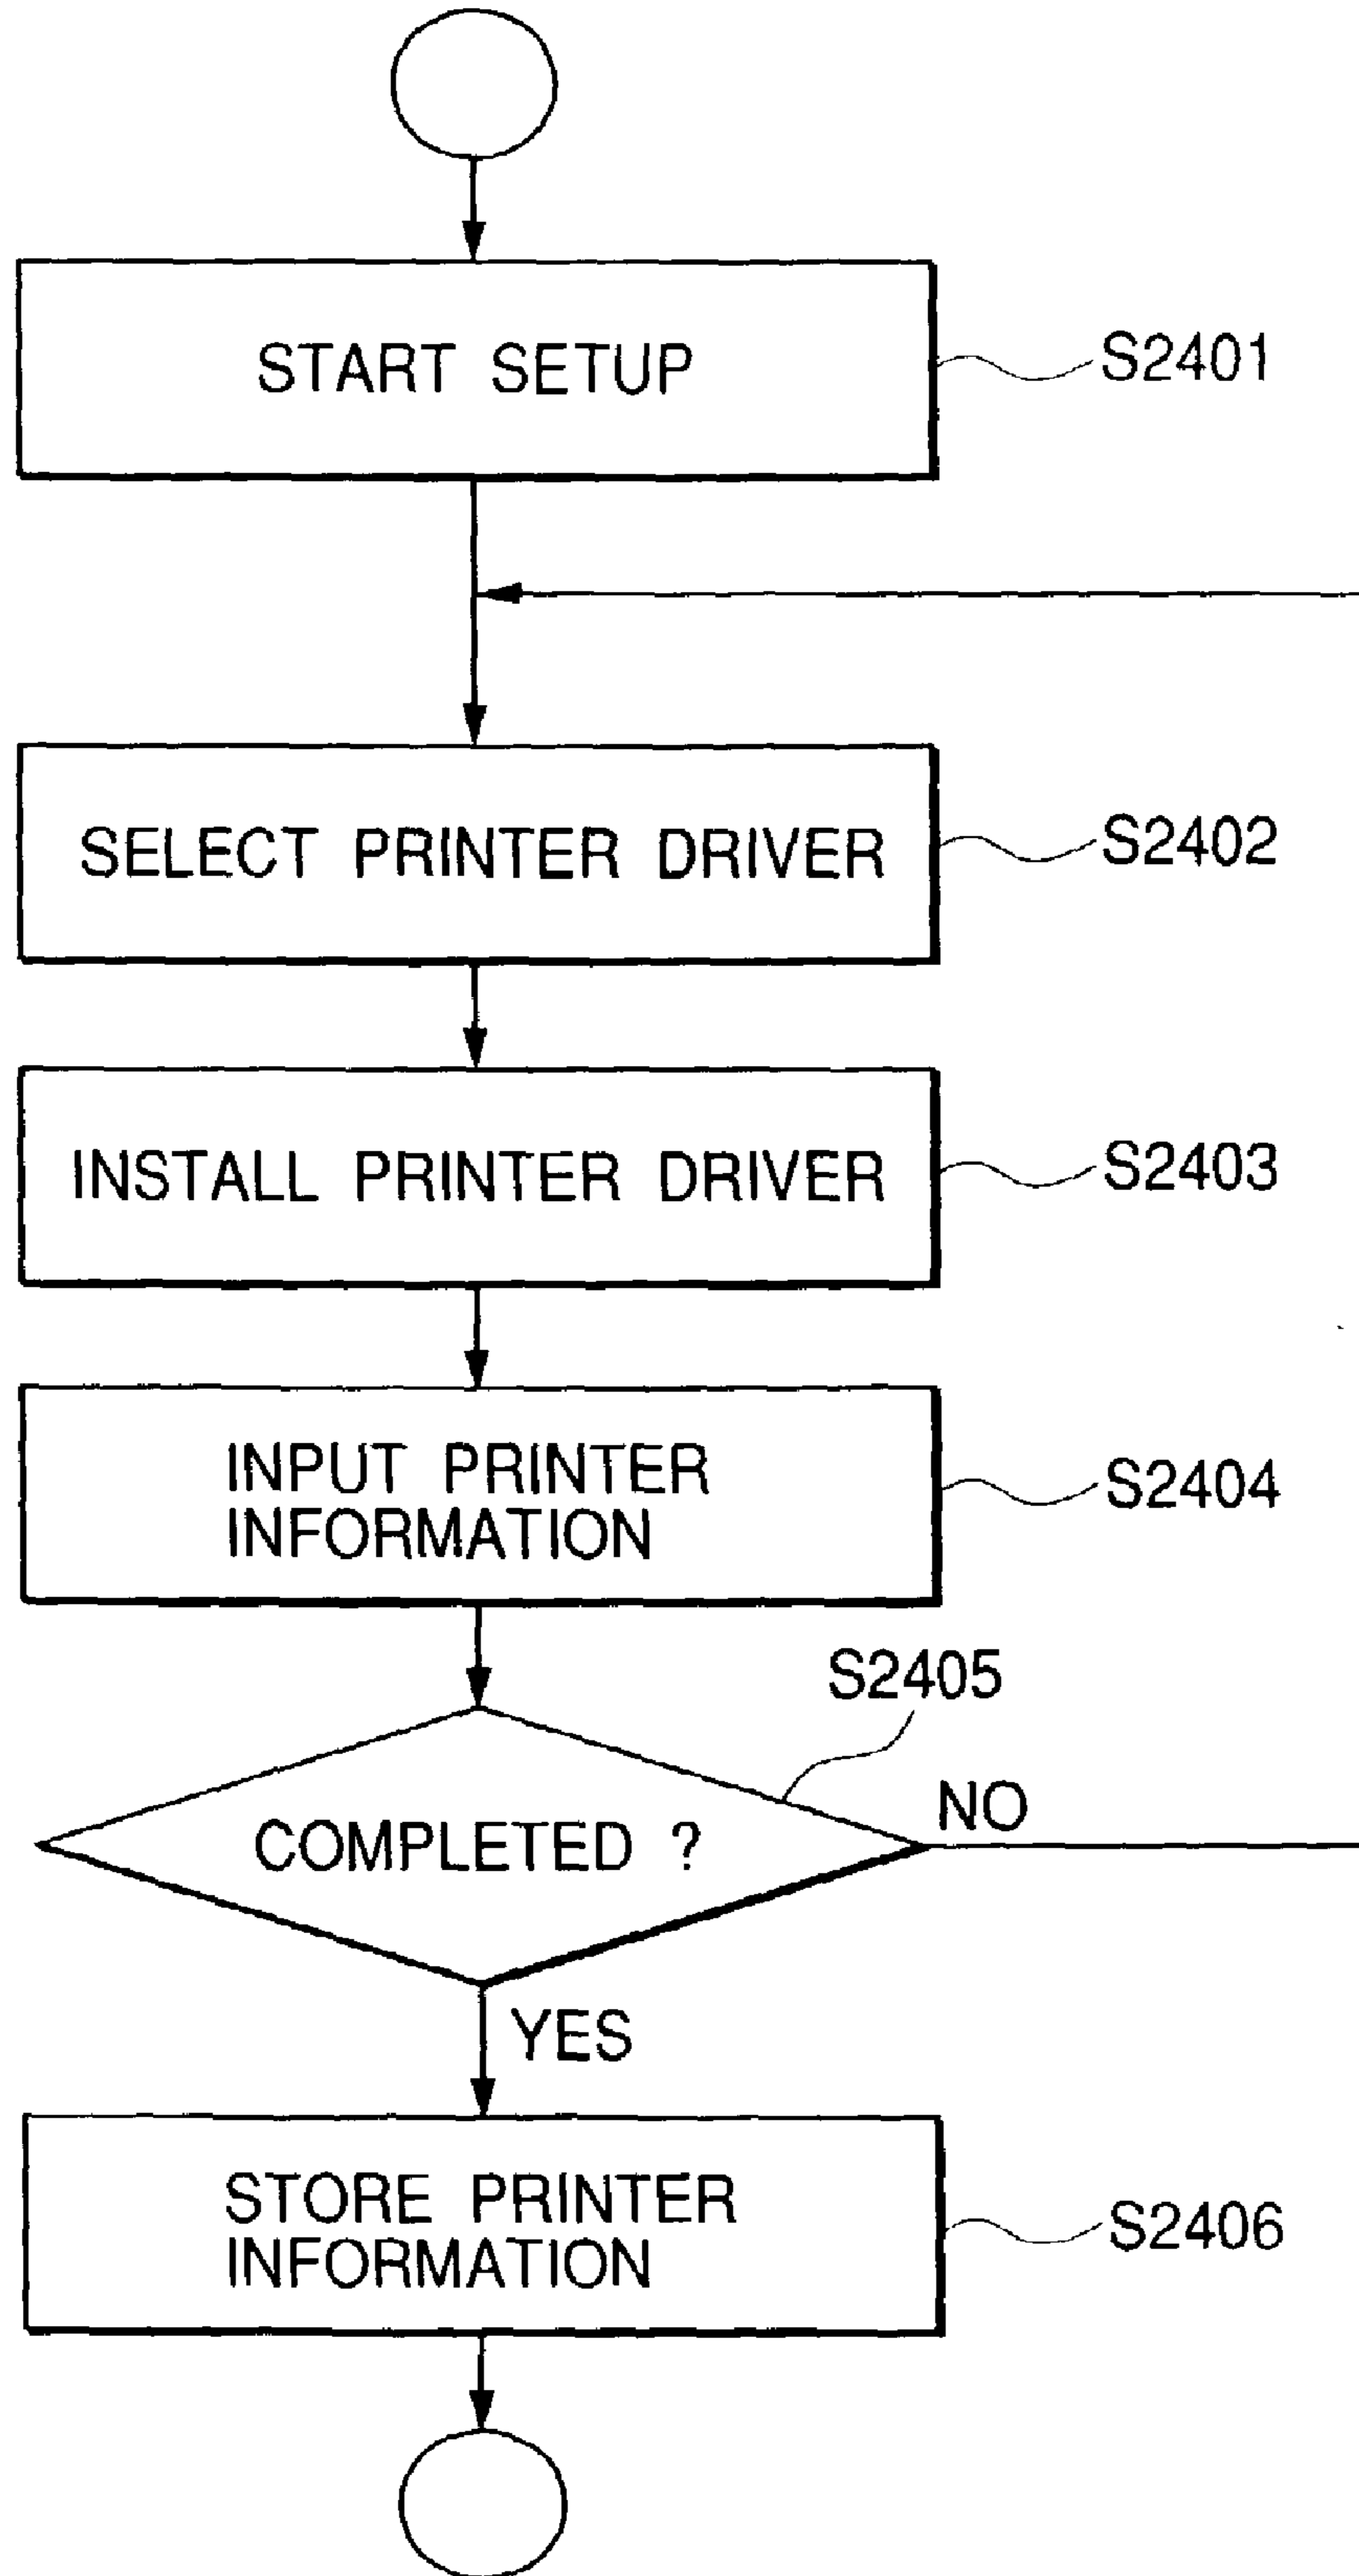 START SETUP
S2401
SELECT PRINTER DRIVER
S2402
INSTALL PRINTER DRIVER
S2403
INPUT PRINTER
INFORMATION
S2404
S2405
COMPLETED ?
NO
YES
STORE PRINTER
INFORMATION
S2406